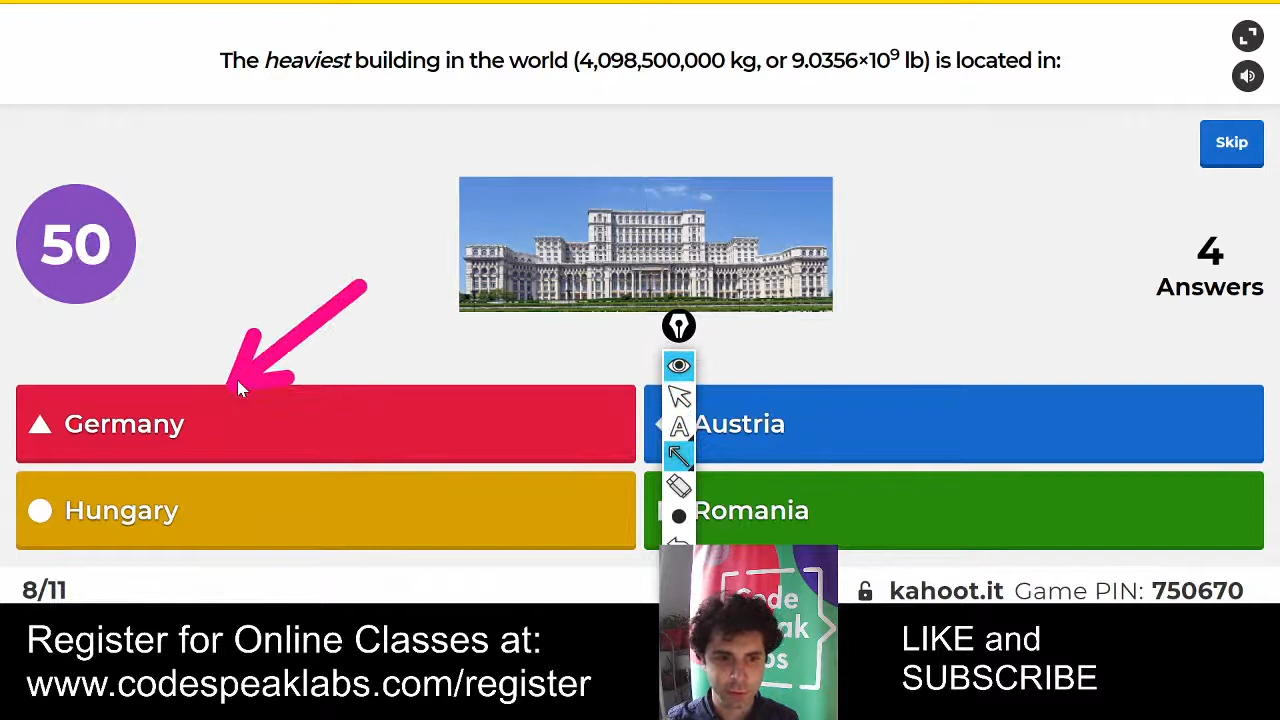 The heaviest building in the world (4,098,500,000 kg, or 9.0356×10⁹ lb) is located in:
Skip
50
4
Answers
Germany
Austria
Hungary
Romania
A
8/11
kahoot.it Game PIN: 750670
Register for Online Classes at:
www.codespeaklabs.com/register
LIKE and
SUBSCRIBE